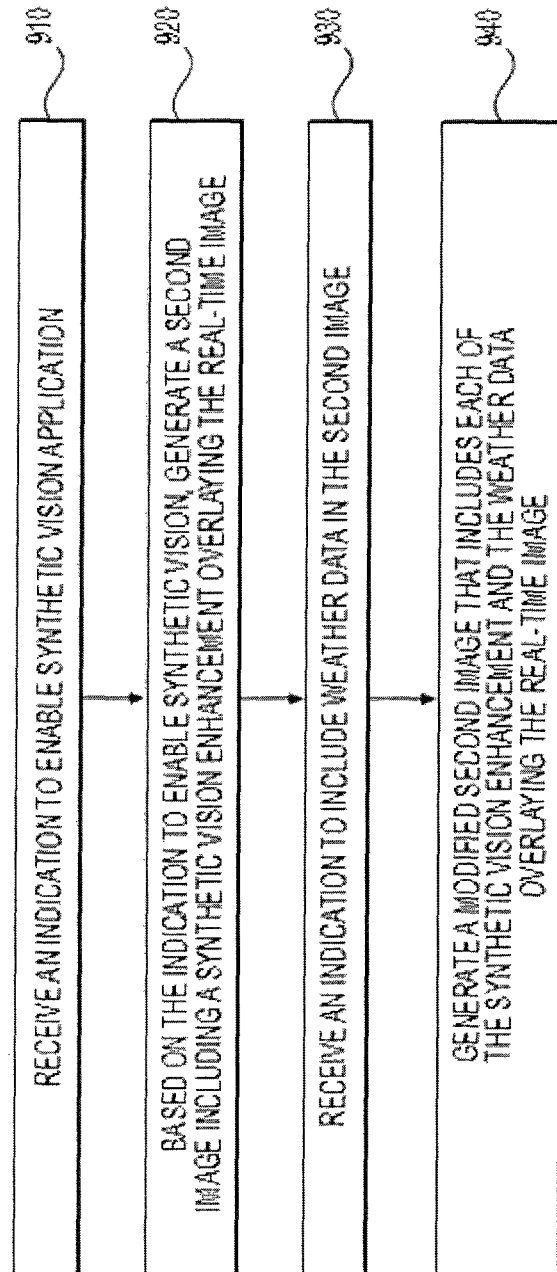 RECEIVE AN INDICATION TO ENABLE SYNTHETIC VISION APPLICATION
910
BASED ON THE INDICATION TO ENABLE SYNTHETIC VISION, GENERATE A SECOND
IMAGE INCLUDING A SYNTHETIC VISION ENHANCEMENT OVERLAYING THE REAL-TIME IMAGE
920
RECEIVE AN INDICATION TO INCLUDE WEATHER DATA IN THE SECOND IMAGE
930
GENERATE A MODIFIED SECOND IMAGE THAT INCLUDES EACH OF
THE SYNTHETIC VISION ENHANCEMENT AND THE WEATHER DATA
OVERLAYING THE REAL-TIME IMAGE
940